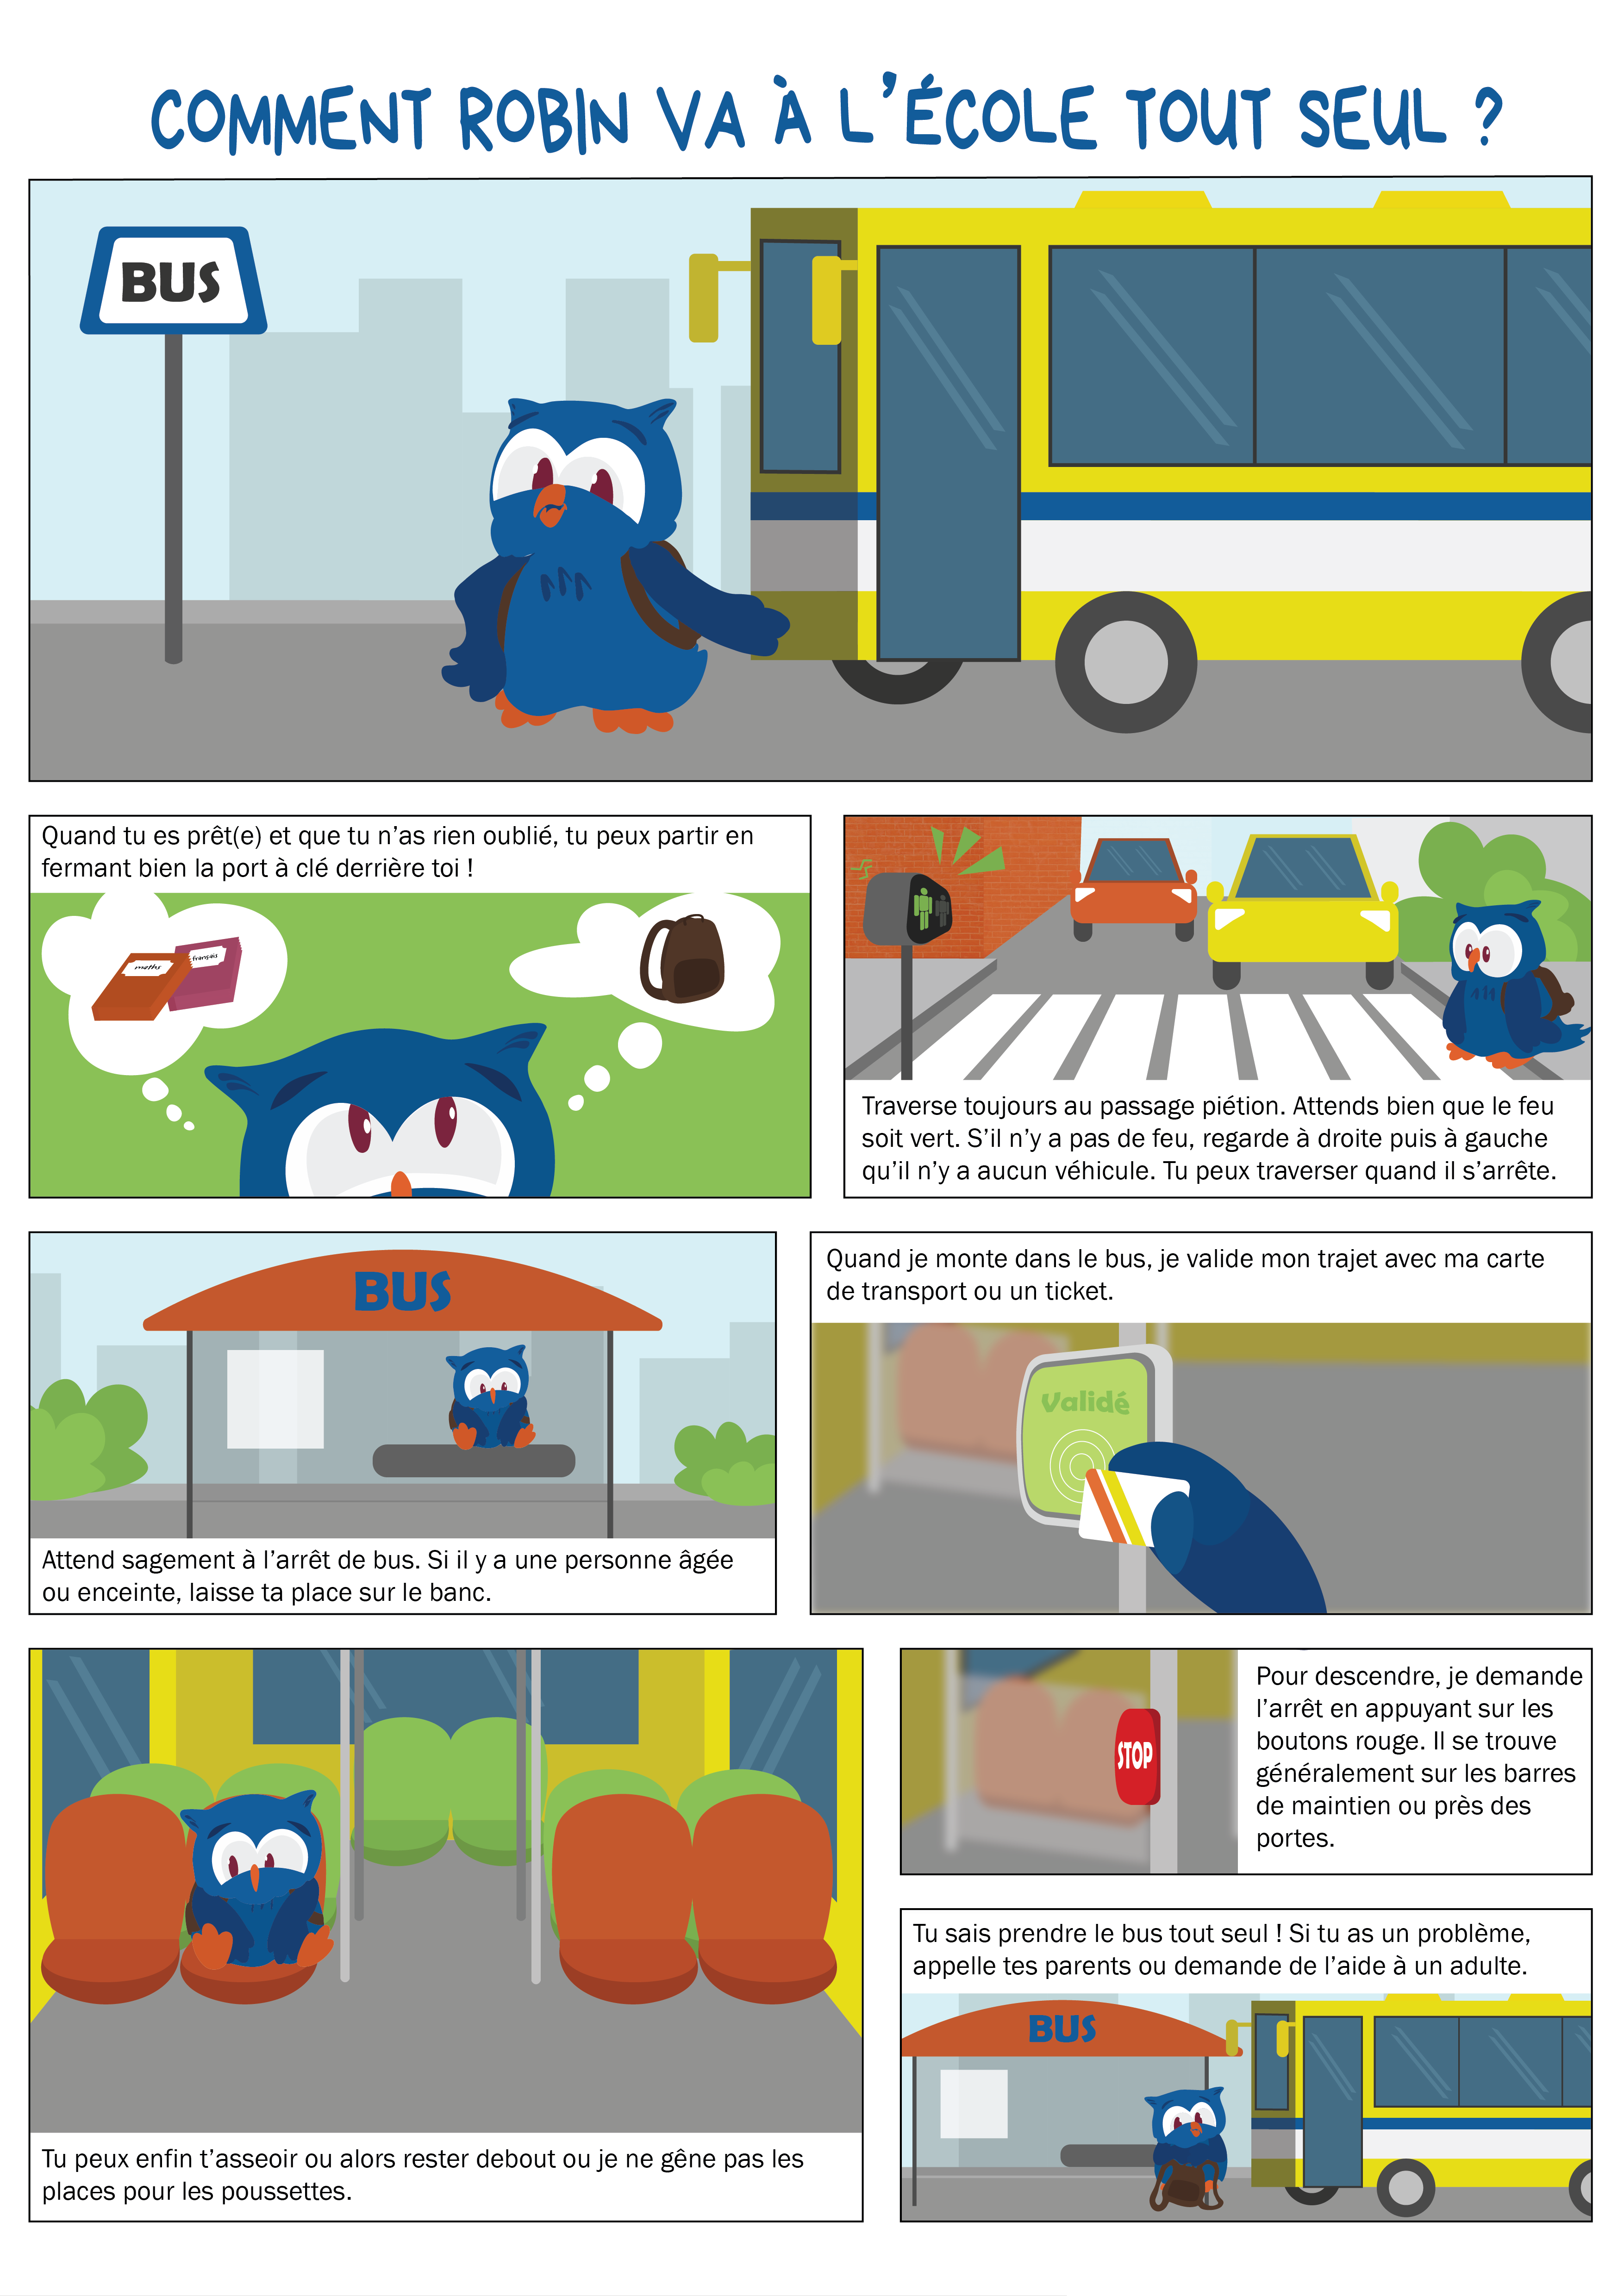 COMMENT ROBIN VA À L'ÉCOLE TOUT SEUL ?
BUS
Quand tu es prêt(e) et que tu n'as rien oublié, tu peux partir en
fermant bien la port à clé derrière toi !
maths
français
Traverse toujours au passage piétion. Attends bien que le feu
soit vert. S'il n'y a pas de feu, regarde à droite puis à gauche
qu'il n'y a aucun véhicule. Tu peux traverser quand il s'arrête.
BUS
Attend sagement à l'arrêt de bus. Si il y a une personne âgée
ou enceinte, laisse ta place sur le banc.
Quand je monte dans le bus, je valide mon trajet avec ma carte
de transport ou un ticket.
Validé
Tu peux enfin t'asseoir ou alors rester debout ou je ne gêne pas les
places pour les poussettes.
STOP
Pour descendre, je demande
l'arrêt en appuyant sur les
boutons rouge. Il se trouve
généralement sur les barres
de maintien ou près des
portes.
Tu sais prendre le bus tout seul ! Si tu as un problème,
appelle tes parents ou demande de l'aide à un adulte.
BUS